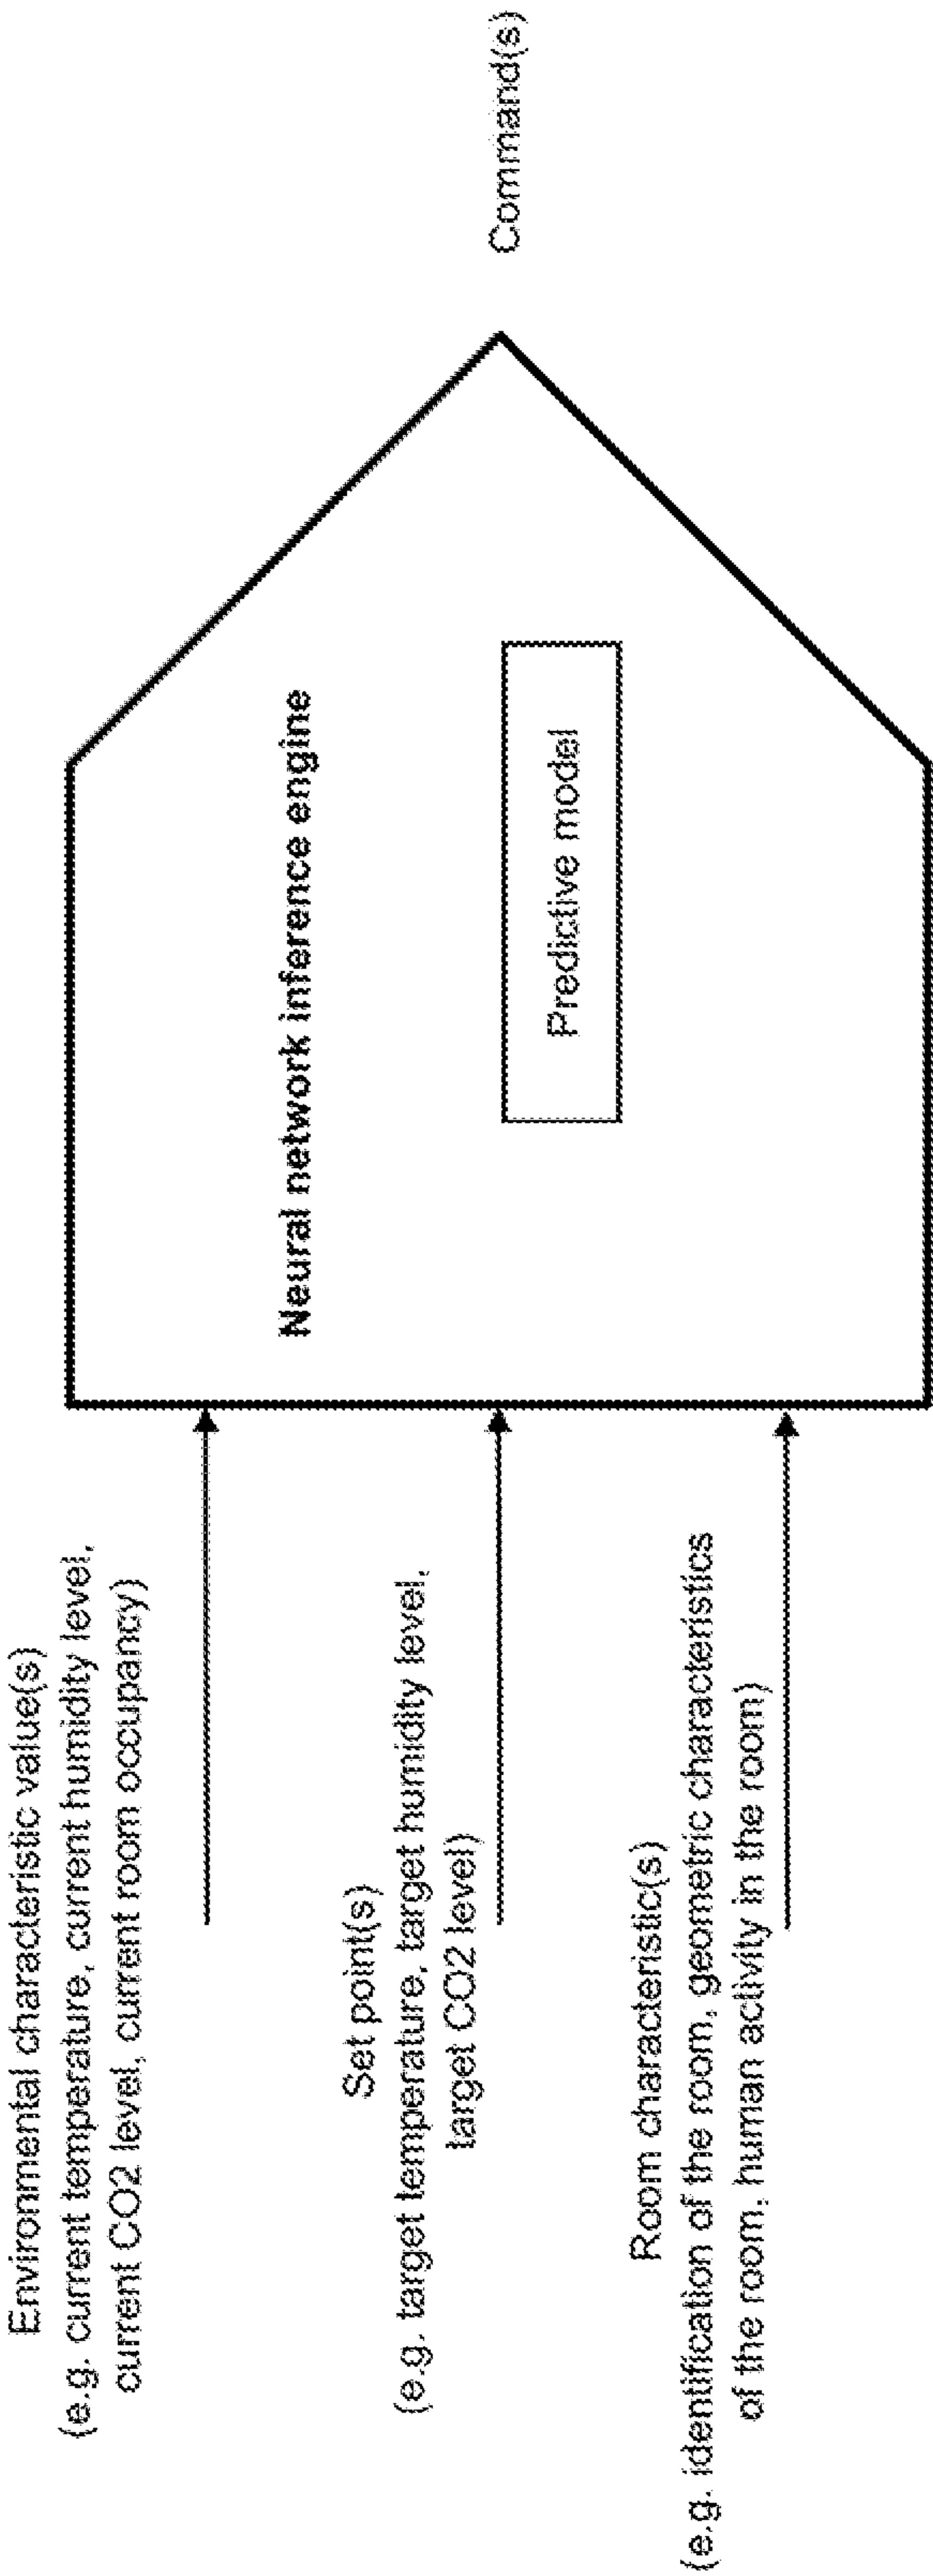 Environmental characteristic value(s)
(e.g. current temperature, current humidity level,
current CO2 level, current room occupancy)
Set point(s)
(e.g. target temperature, target humidity level,
target CO2 level)
Room characteristic(s)
(e.g. identification of the room, geometric characteristics
of the room, human activity in the room)
Neural network inference engine
Predictive model
Command(s)